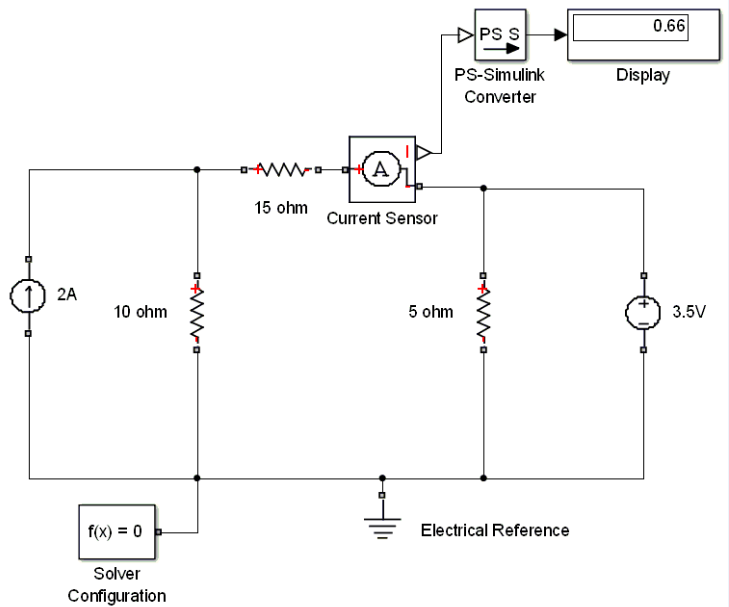 0.66
PS S
PS-Simulink
Converter
Display
I
A
15 ohm
Current Sensor
2A
10 ohm
5 ohm
3.5V
f(x) = 0
Electrical Reference
Solver
Configuration